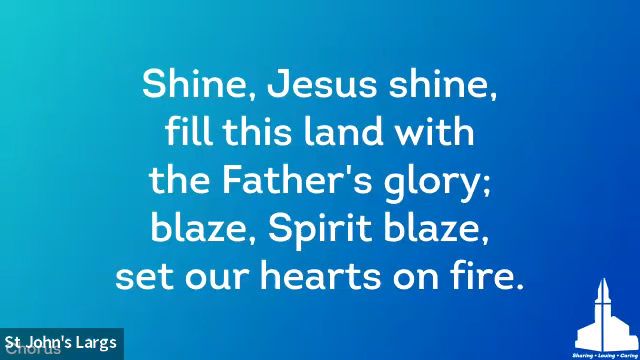 Shine, Jesus shine,
fill this land with
the Father's glory;
blaze, Spirit blaze,
set our hearts on fire.
St John's Largs
Chorus
Sharing • Loving • Caring